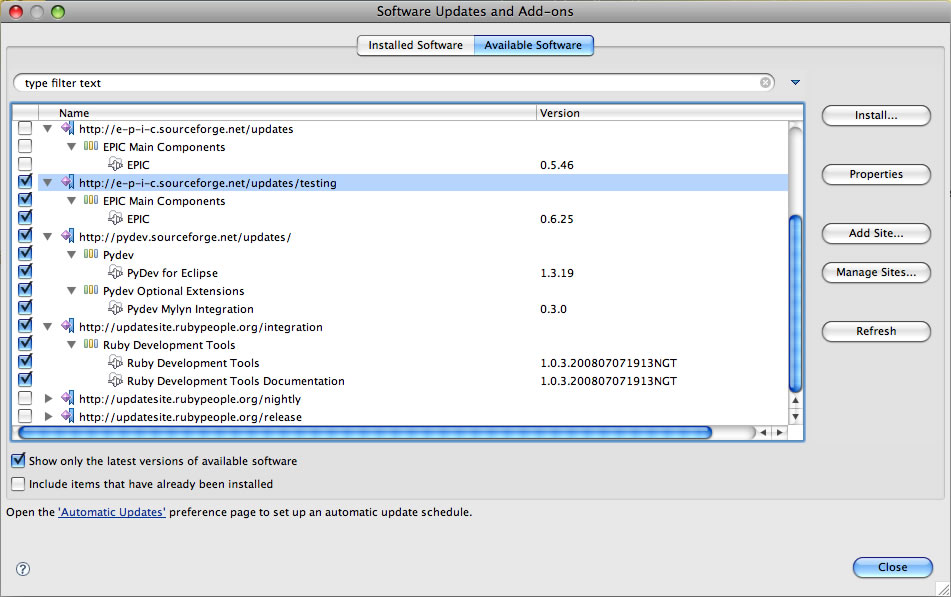 Software Updates and Add-ons
Installed Software Available Software
type filter text
Name Version
http://e-p-i-c.sourceforge.net/updates
EPIC Main Components
EPIC 0.5.46
http://e-p-i-c.sourceforge.net/updates/testing
EPIC Main Components
EPIC 0.6.25
http://pydev.sourceforge.net/updates/
Pydev
PyDev for Eclipse 1.3.19
Pydev Optional Extensions
Pydev Mylyn Integration 0.3.0
http://updatesite.rubypeople.org/integration
Ruby Development Tools
Ruby Development Tools 1.0.3.200807071913NGT
Ruby Development Tools Documentation 1.0.3.200807071913NGT
http://updatesite.rubypeople.org/nightly
http://updatesite.rubypeople.org/release
Install...
Properties
Add Site...
Manage Sites...
Refresh
Show only the latest versions of available software
Include items that have already been installed
Open the 'Automatic Updates' preference page to set up an automatic update schedule.
?
Close